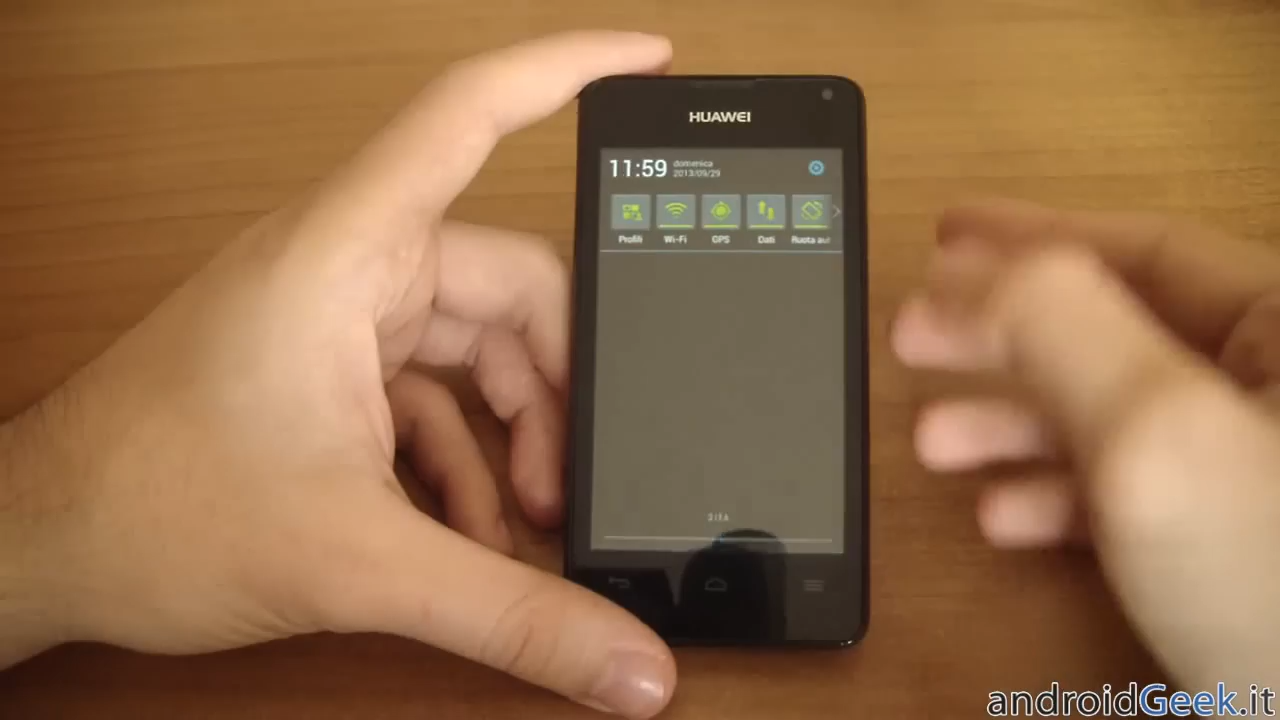 HUAWEI
11:59 domenica
2013/09/29
Profili Wi-Fi GPS Dati Ruota aut
androidGeek.it